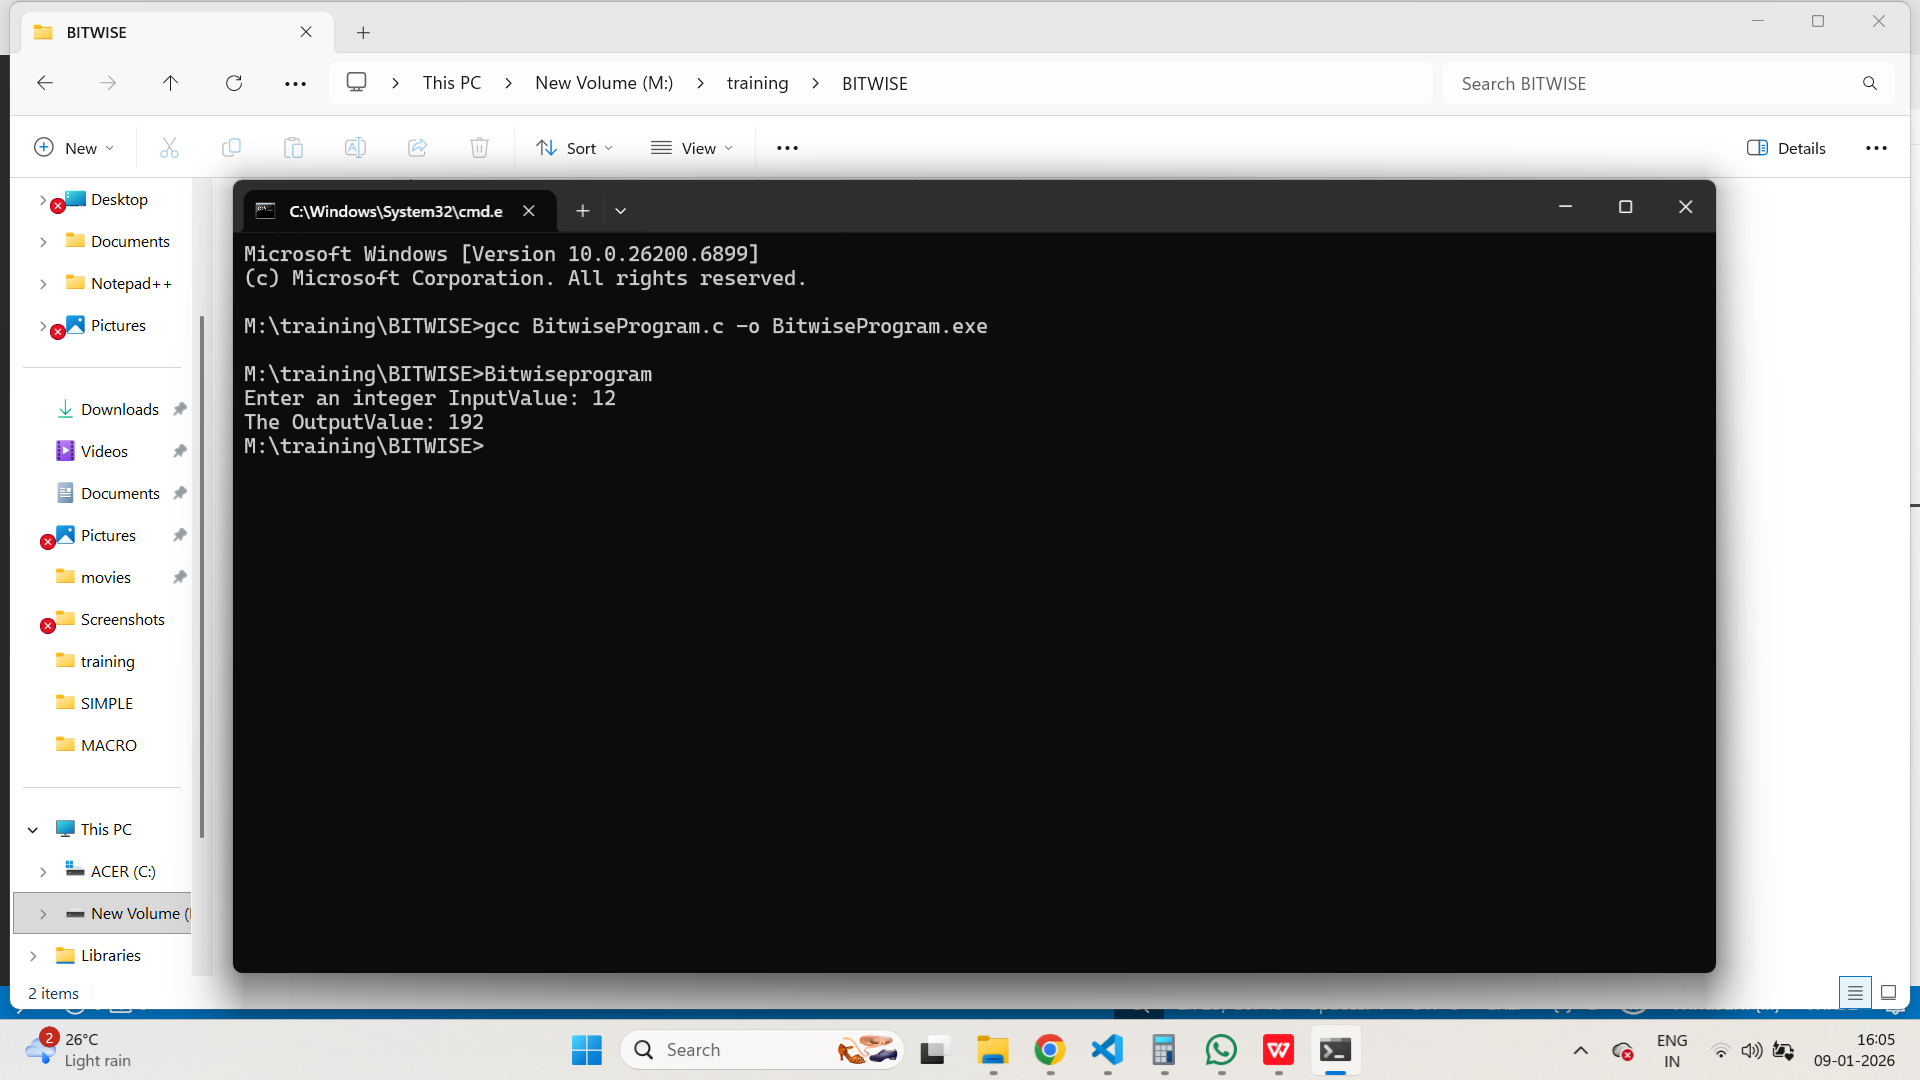 BITWISE
This PC
New Volume (M:)
training
BITWISE
Search BITWISE
New
Sort
View
Details
Desktop
Documents
Notepad++
Pictures
Downloads
Videos
Documents
Pictures
movies
Screenshots
training
SIMPLE
MACRO
This PC
ACER (C:)
New Volume (
Libraries
2 items
C:\Windows\System32\cmd.e
Microsoft Windows [Version 10.0.26200.6899]
(c) Microsoft Corporation. All rights reserved.
M:\training\BITWISE>gcc BitwiseProgram.c -o BitwiseProgram.exe
M:\training\BITWISE>Bitwiseprogram
Enter an integer InputValue: 12
The OutputValue: 192
M:\training\BITWISE>
2
26°C
Light rain
Search
ENG
IN
16:05
09-01-2026